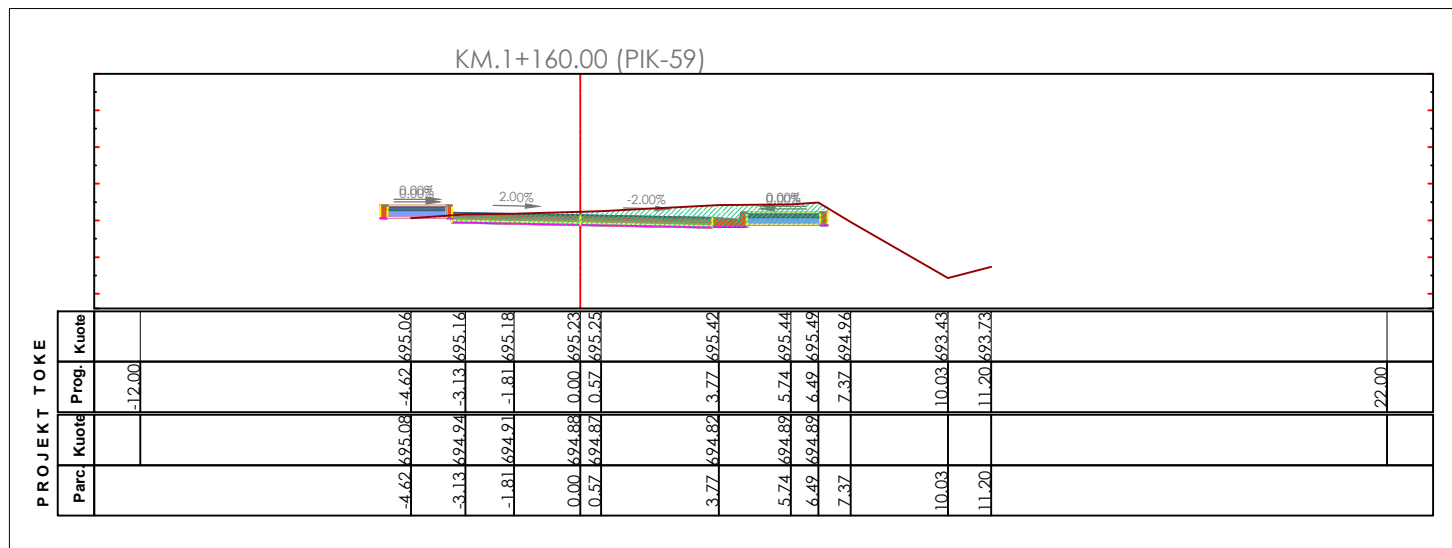 KM.1+160.00 (PIK-59)
0.00%
0.00%
2.00%
-2.00%
0.00%
0.00%
PROJEKT TOKE
Kuote 695.06 695.16 695.18 695.23 695.25 695.42 695.44 695.49 694.96 693.43 693.73
Prog. -12.00 -4.62 -3.13 -1.81 0.00 0.57 3.77 5.74 6.49 7.37 10.03 11.20 22.00
Kuote 695.08 694.94 694.91 694.88 694.87 694.82 694.89 694.89
Parc. -4.62 -3.13 -1.81 0.00 0.57 3.77 5.74 6.49 7.37 10.03 11.20